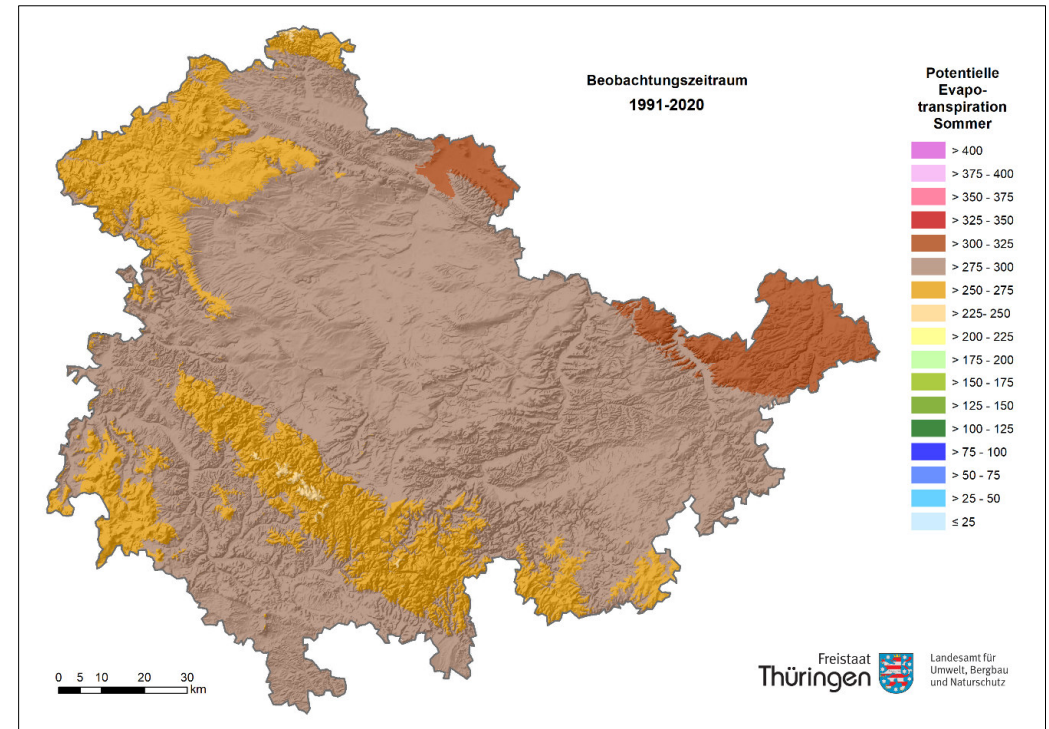 Beobachtungszeitraum
1991-2020
Potentielle
Evapo-
transpiration
Sommer
> 400
> 375 - 400
> 350 - 375
> 325 - 350
> 300 - 325
> 275 - 300
> 250 - 275
> 225- 250
> 200 - 225
> 175 - 200
> 150 - 175
> 125 - 150
> 100 - 125
> 75 - 100
> 50 - 75
> 25 - 50
≤ 25
0 5 10 20 30
km
Freistaat
Thüringen
Landesamt für
Umwelt, Bergbau
und Naturschutz